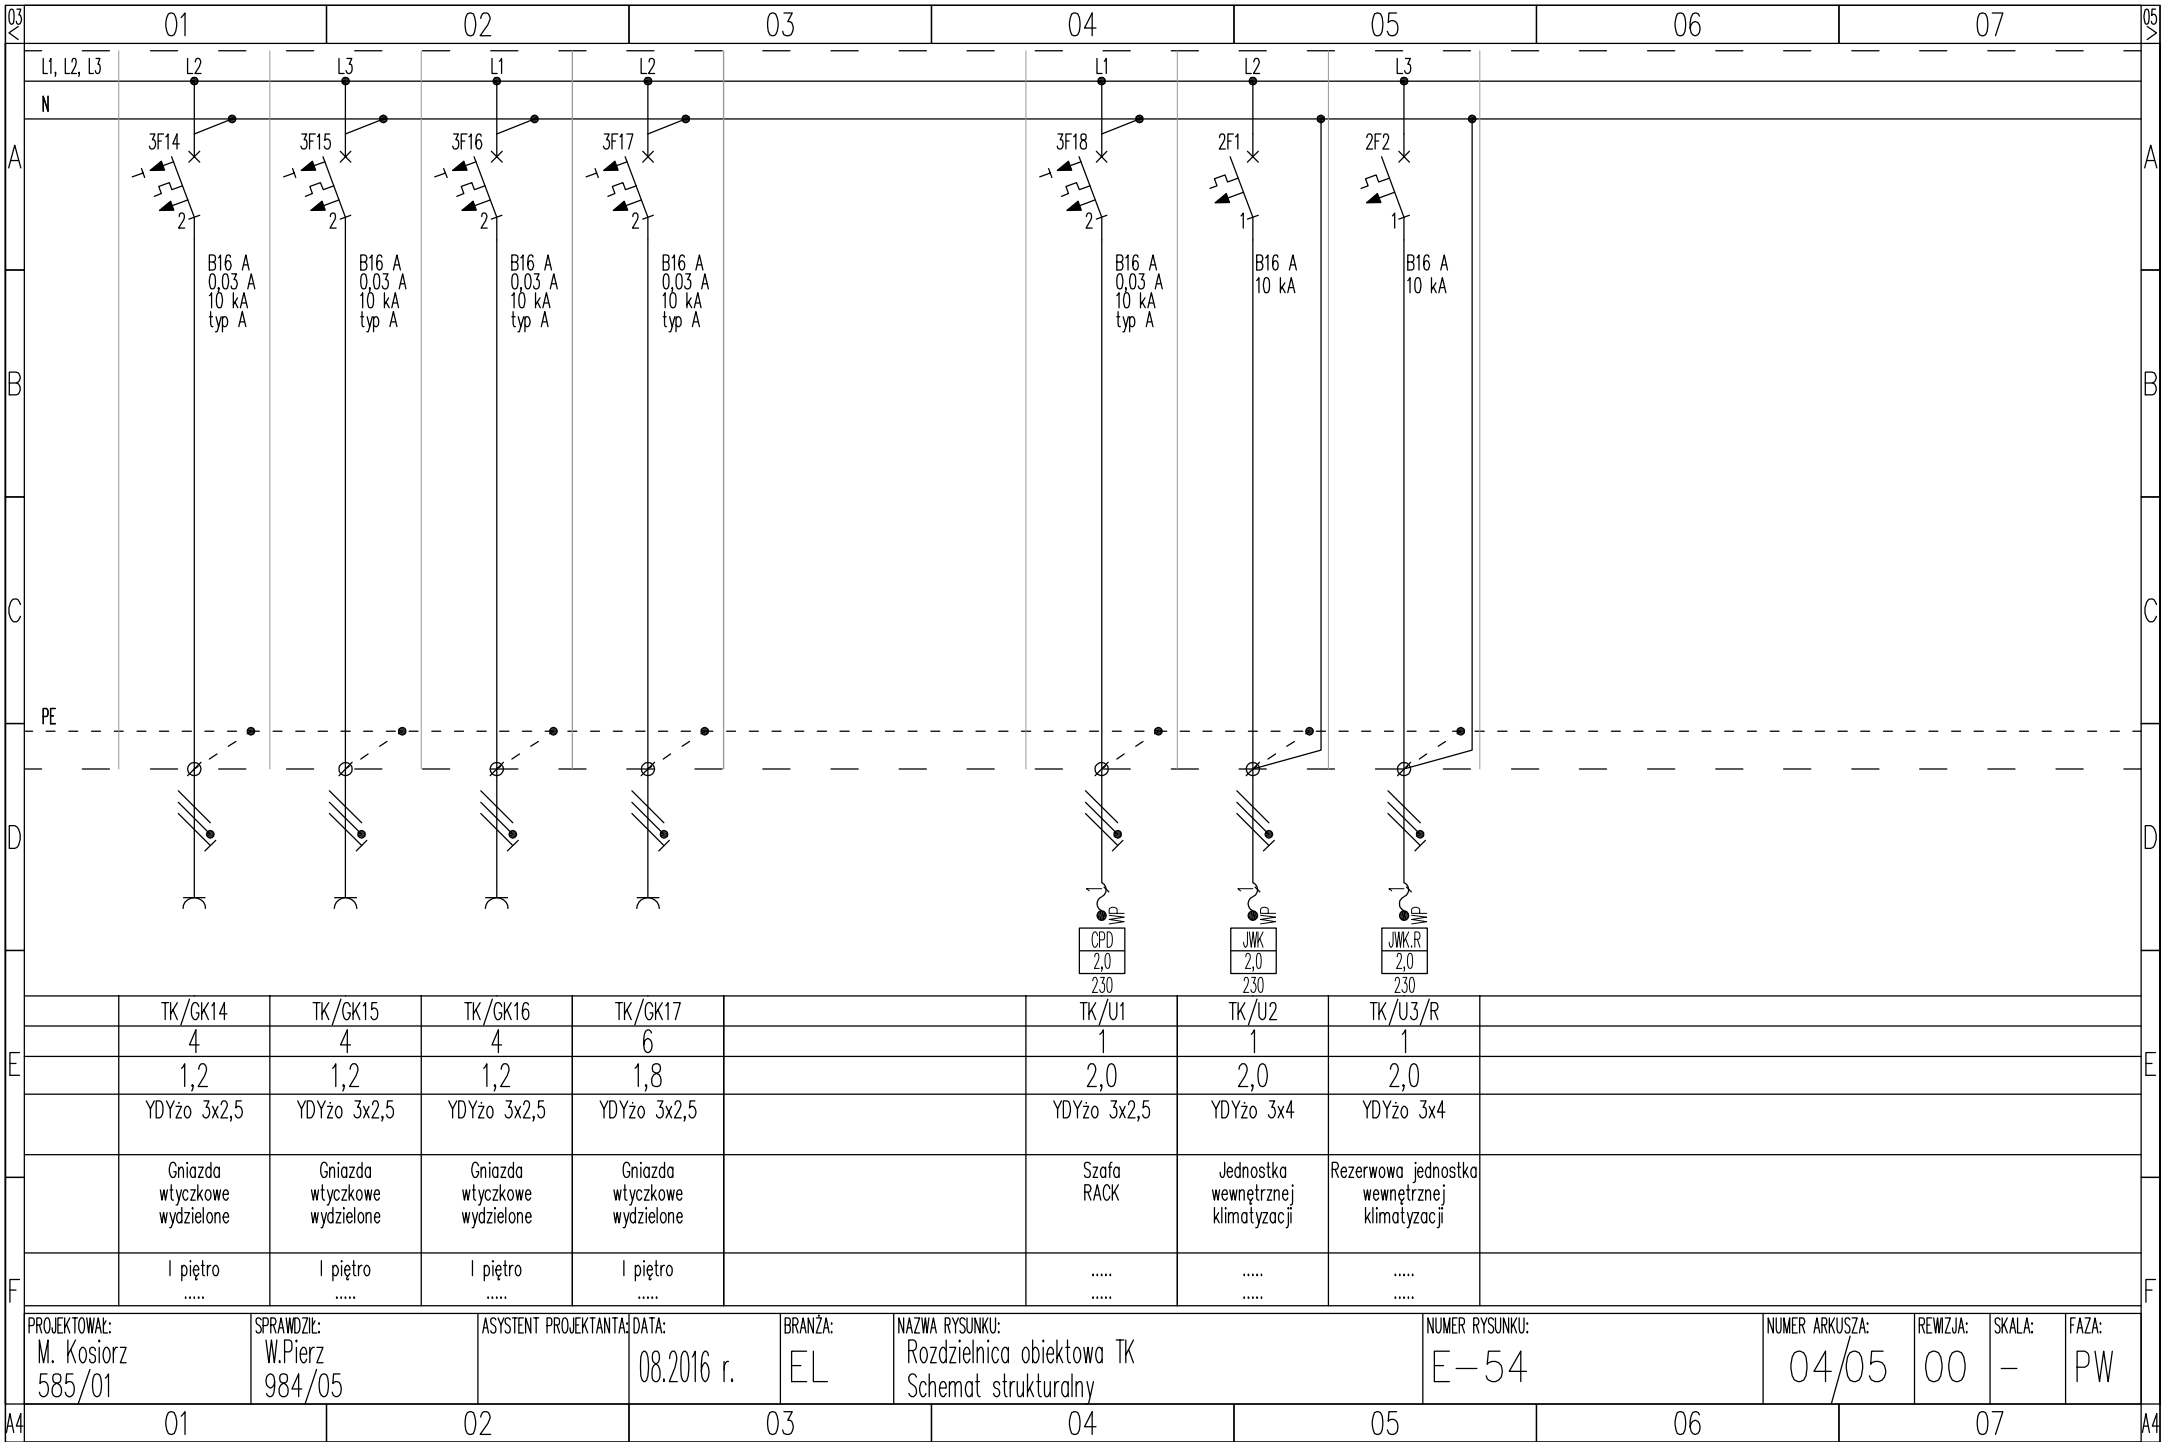 03 < 01 02 03 04 05 06 07 05 >
L1, L2, L3 L2 L3 L1 L2 L1 L2 L3
N
3F14 3F15 3F16 3F17 3F18 2F1 2F2
A A
2 2 2 2 2 1 1
B16 A B16 A B16 A B16 A B16 A B16 A B16 A
0,03 A 0,03 A 0,03 A 0,03 A 0,03 A 10 kA 10 kA
10 kA 10 kA 10 kA 10 kA 10 kA
typ A typ A typ A typ A typ A
B B
C C
PE
D D
1 1 1
WP WP WP
CPD JWK JWK.R
2,0 2,0 2,0
230 230 230
TK/GK14 TK/GK15 TK/GK16 TK/GK17 TK/U1 TK/U2 TK/U3/R
4 4 4 6 1 1 1
E E
1,2 1,2 1,2 1,8 2,0 2,0 2,0
YDYżo 3x2,5 YDYżo 3x2,5 YDYżo 3x2,5 YDYżo 3x2,5 YDYżo 3x2,5 YDYżo 3x4 YDYżo 3x4
Gniazda Gniazda Gniazda Gniazda Szafa Jednostka Rezerwowa jednostka
wtyczkowe wtyczkowe wtyczkowe wtyczkowe RACK wewnętrznej wewnętrznej
wydzielone wydzielone wydzielone wydzielone klimatyzacji klimatyzacji
I piętro I piętro I piętro I piętro ..... ..... .....
F ..... ..... ..... ..... ..... ..... ..... F
PROJEKTOWAŁ: SPRAWDZIŁ: ASYSTENT PROJEKTANTA: DATA: BRANŻA: NAZWA RYSUNKU: NUMER RYSUNKU: NUMER ARKUSZA: REWIZJA: SKALA: FAZA:
M. Kosiorz W.Pierz 08.2016 r. EL Rozdzielnica obiektowa TK E-54 04/05 00 - PW
585/01 984/05 Schemat strukturalny
A4 01 02 03 04 05 06 07 A4